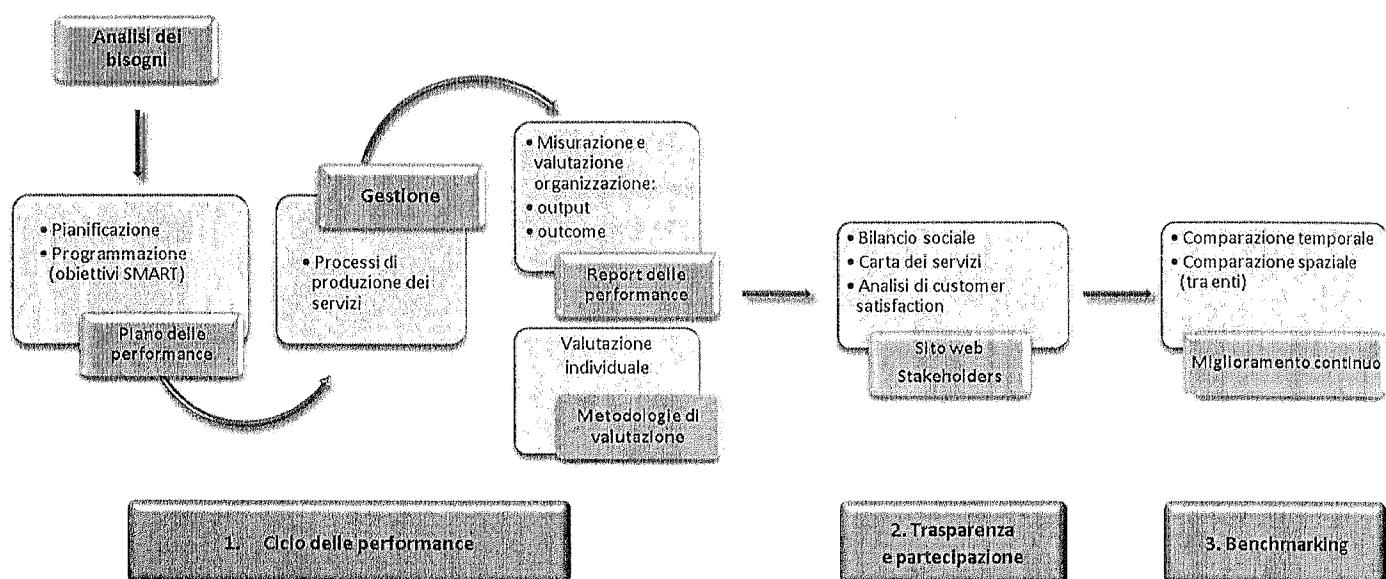 Analisi dei
bisogni
• Pianificazione
• Programmazione
(obiettivi SMART)
Piano delle
performance
Gestione
• Processi di
produzione dei
servizi
• Misurazione e
valutazione
organizzazione:
• output
• outcome
Report delle
performance
Valutazione
individuale
Metodologie di
valutazione
• Bilancio sociale
• Carta dei servizi
• Analisi di customer
satisfaction
Sito web
Stakeholders
• Comparazione temporale
• Comparazione spaziale
(tra enti)
Miglioramento continuo
1. Ciclo delle performance
2. Trasparenza
e partecipazione
3. Benchmarking